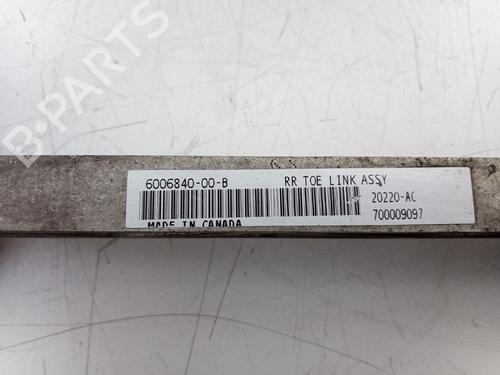 B-PARTS
6006840-00-B RR TOE LINK ASSY
20220-AC
700009097
MADE IN CANADA